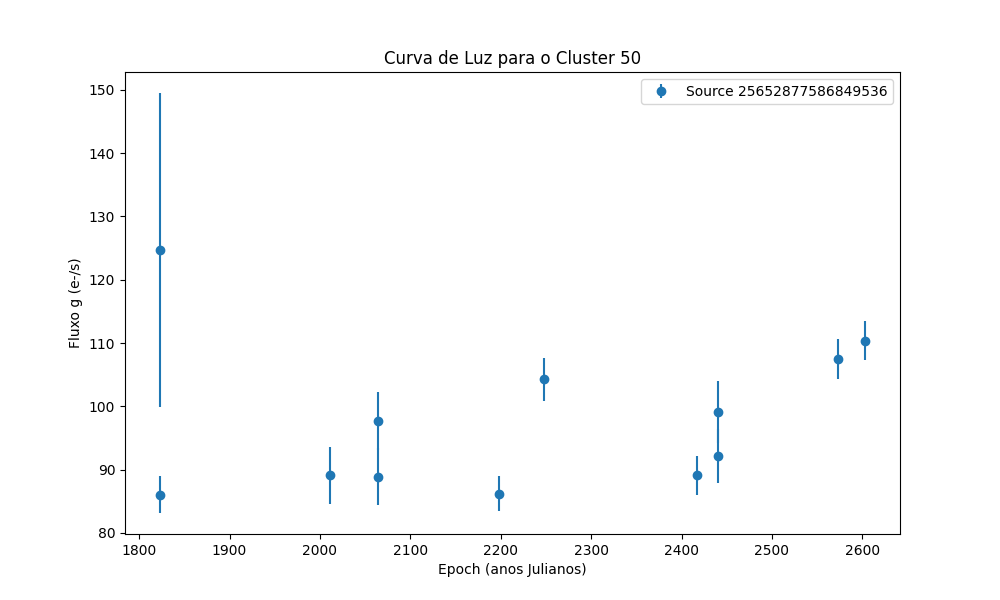 Curva de Luz para o Cluster 50
Source 25652877586849536
Fluxo g (e-/s)
150
140
130
120
110
100
90
80
1800 1900 2000 2100 2200 2300 2400 2500 2600
Epoch (anos Julianos)